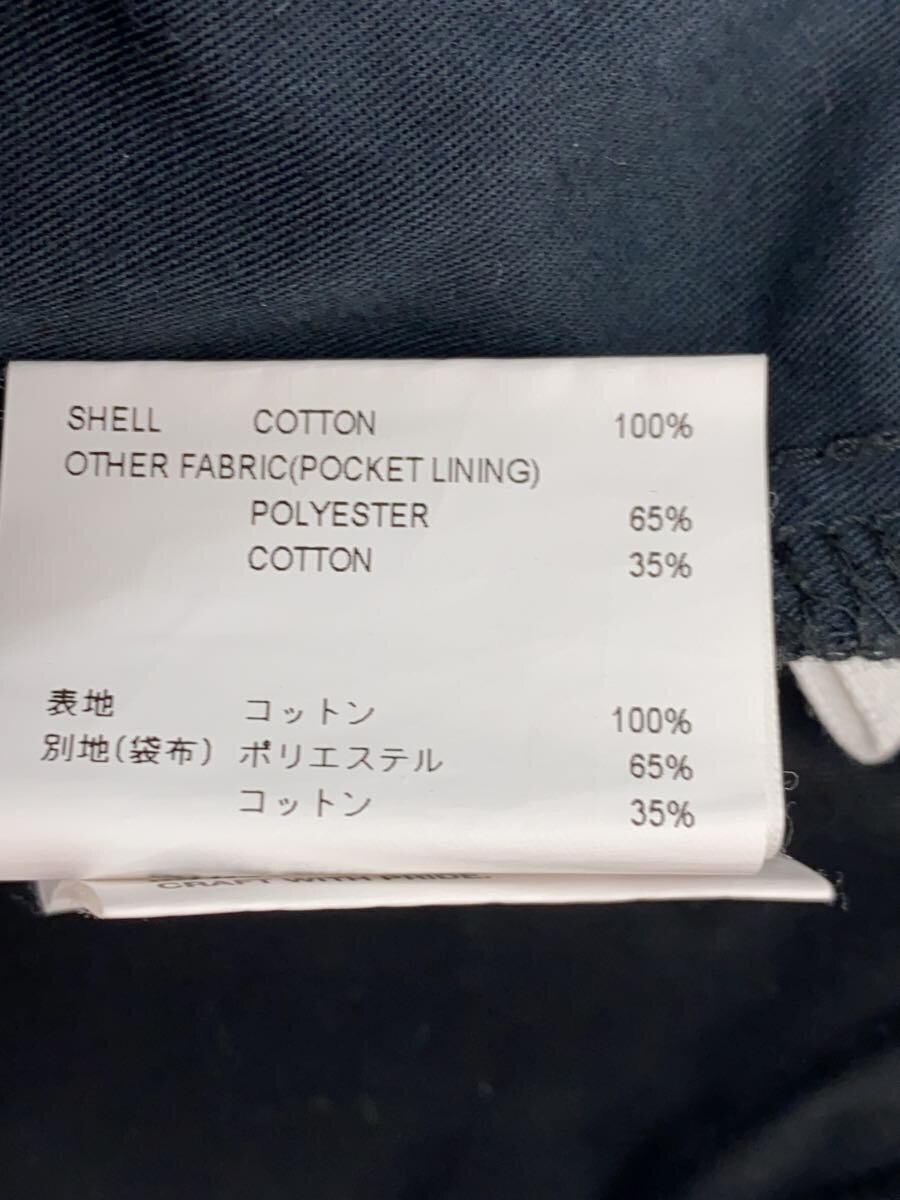 SHELL COTTON 100%
OTHER FABRIC(POCKET LINING)
POLYESTER 65%
COTTON 35%
表地 コットン 100%
別地(袋布) ポリエステル 65%
コットン 35%
CRAFT WITH PRIDE.